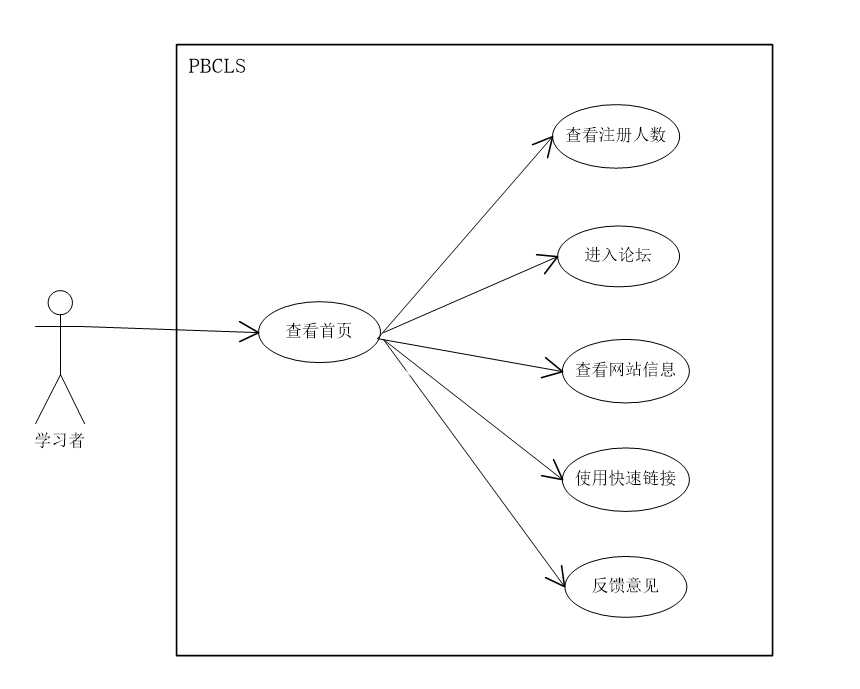 PBCLS
查看注册人数
进入论坛
查看首页
查看网站信息
学习者
使用快速链接
反馈意见